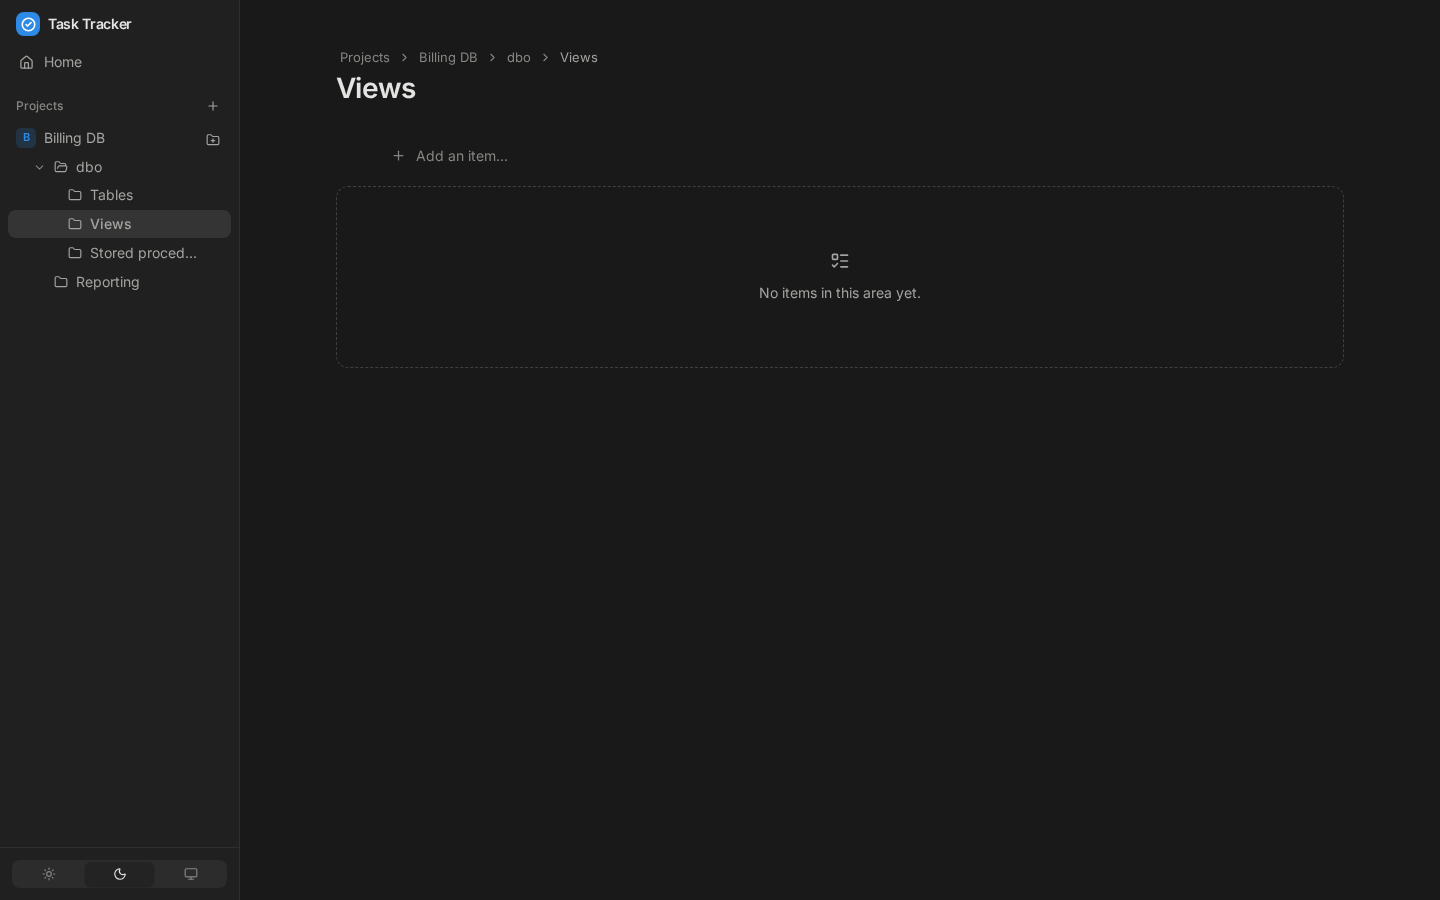 Task Tracker
Home
Projects
B Billing DB
dbo
Tables
Views
Stored proced...
Reporting
Projects > Billing DB > dbo > Views
Views
+ Add an item...
No items in this area yet.